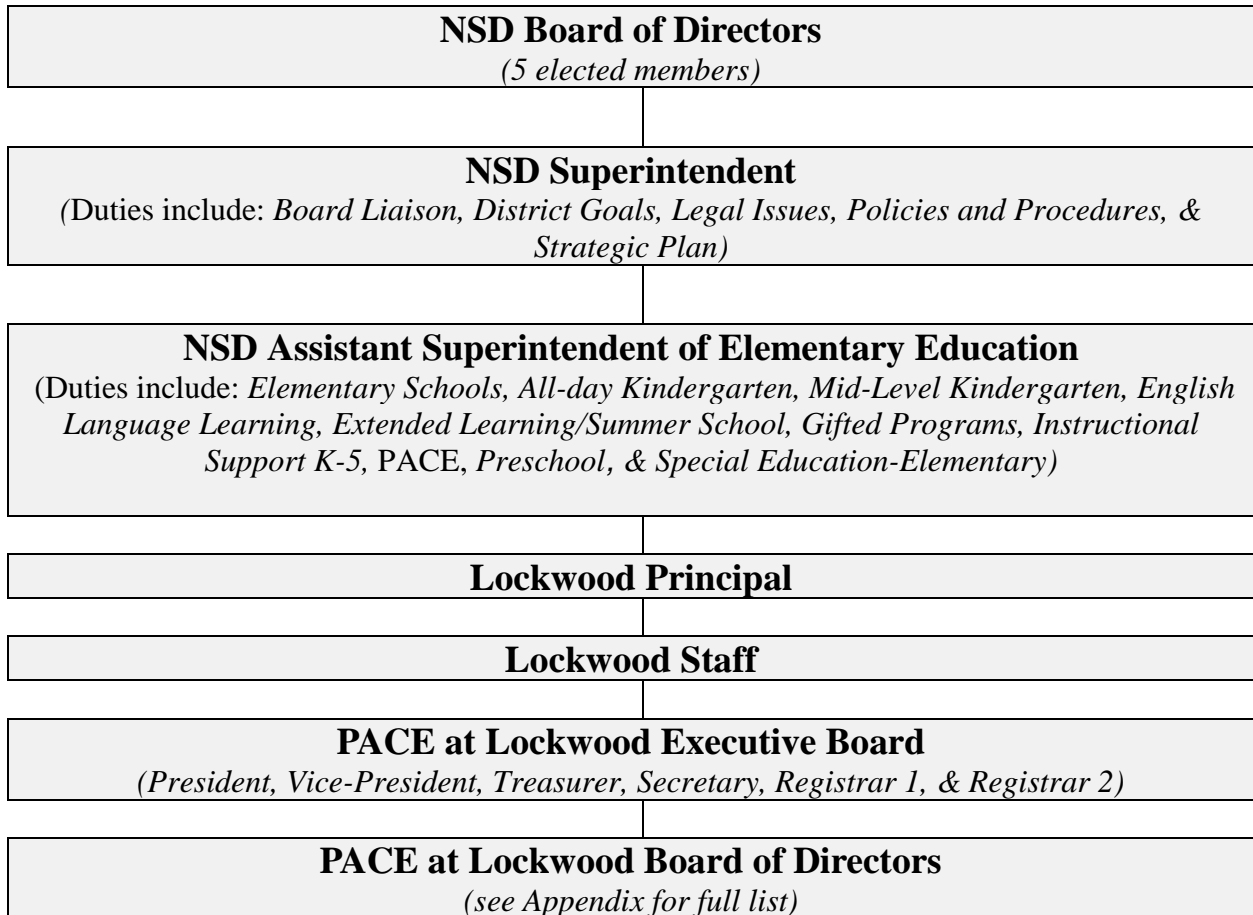 NSD Board of Directors
(5 elected members)
NSD Superintendent
(Duties include: Board Liaison, District Goals, Legal Issues, Policies and Procedures, &
Strategic Plan)
NSD Assistant Superintendent of Elementary Education
(Duties include: Elementary Schools, All-day Kindergarten, Mid-Level Kindergarten, English
Language Learning, Extended Learning/Summer School, Gifted Programs, Instructional
Support K-5, PACE, Preschool, & Special Education-Elementary)
Lockwood Principal
Lockwood Staff
PACE at Lockwood Executive Board
(President, Vice-President, Treasurer, Secretary, Registrar 1, & Registrar 2)
PACE at Lockwood Board of Directors
(see Appendix for full list)